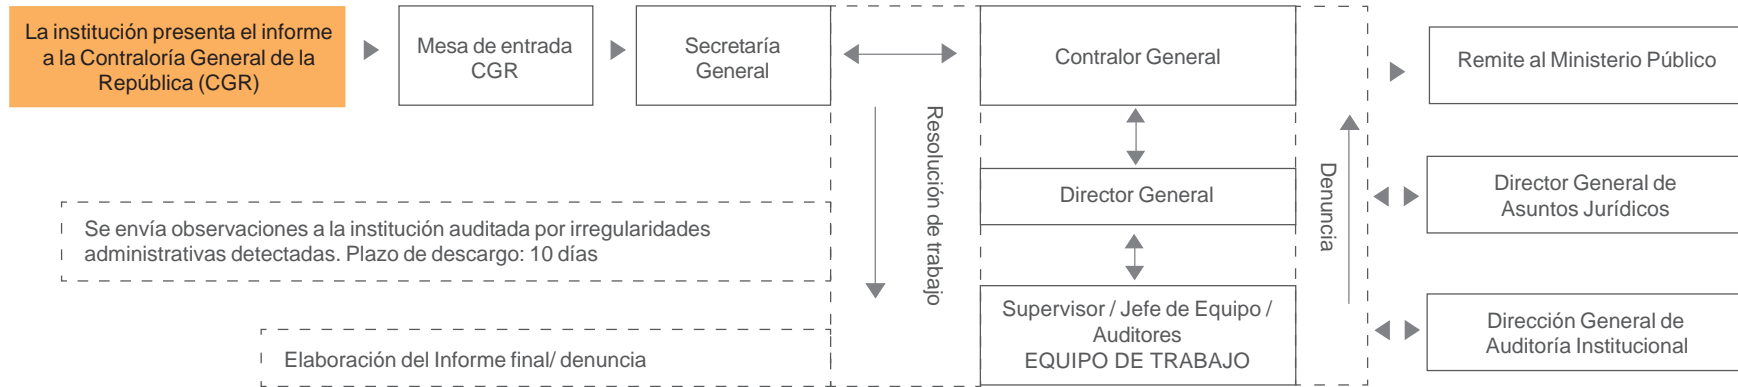 La institución presenta el informe
a la Contraloría General de la
República (CGR)
Mesa de entrada
CGR
Secretaría
General
Contralor General
Remite al Ministerio Público
Resolución de trabajo
Denuncia
Director General
Director General de
Asuntos Jurídicos
Se envía observaciones a la institución auditada por irregularidades
administrativas detectadas. Plazo de descargo: 10 días
Supervisor / Jefe de Equipo /
Auditores
EQUIPO DE TRABAJO
Dirección General de
Auditoría Institucional
Elaboración del Informe final/ denuncia